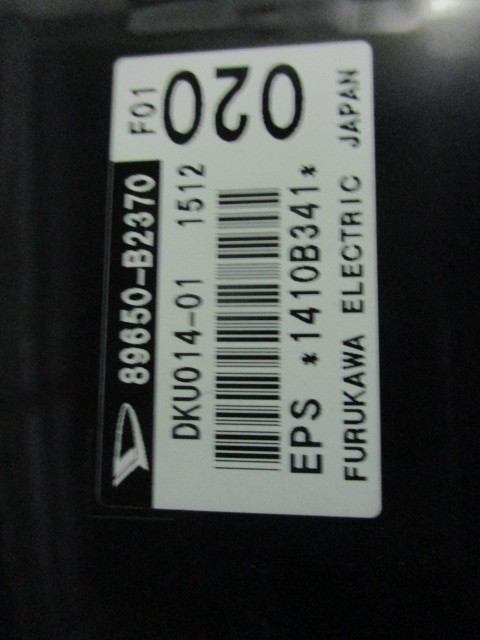 89650-B2370 F01
DKU014-01 1512 020
EPS *1410B341*
FURUKAWA ELECTRIC JAPAN